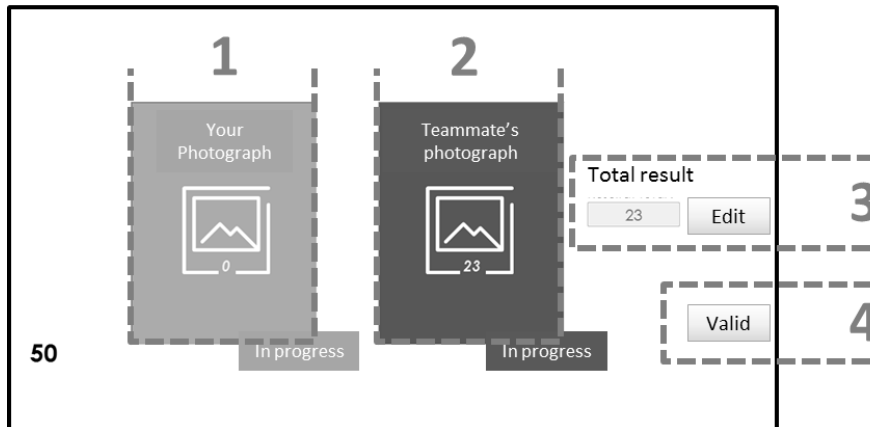 1
2
Your
Photograph
Teammate's
photograph
0
23
Total result
23
Edit
3
Valid
4
50
In progress
In progress